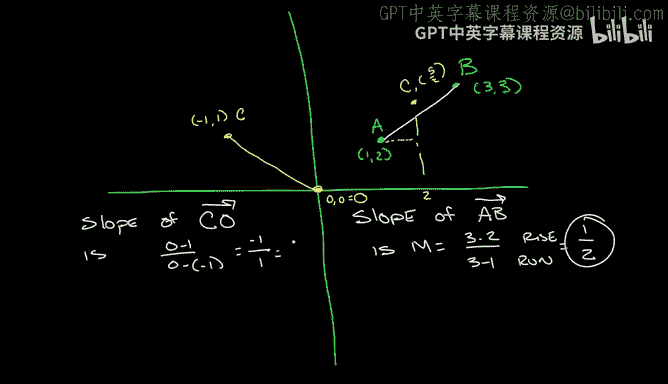 GPT中英字幕课程资源@bilibili.com
GPT中英字幕课程资源 bilibili
C, (5/2)
B
(3,3)
(-1,1) C
A
(1,2)
0,0=O
2
SLOPE OF CO
IS 0-1/0-(-1) = -1/1 =
SLOPE OF AB
IS M = 3-2/3-1 RISE/RUN = 1/2